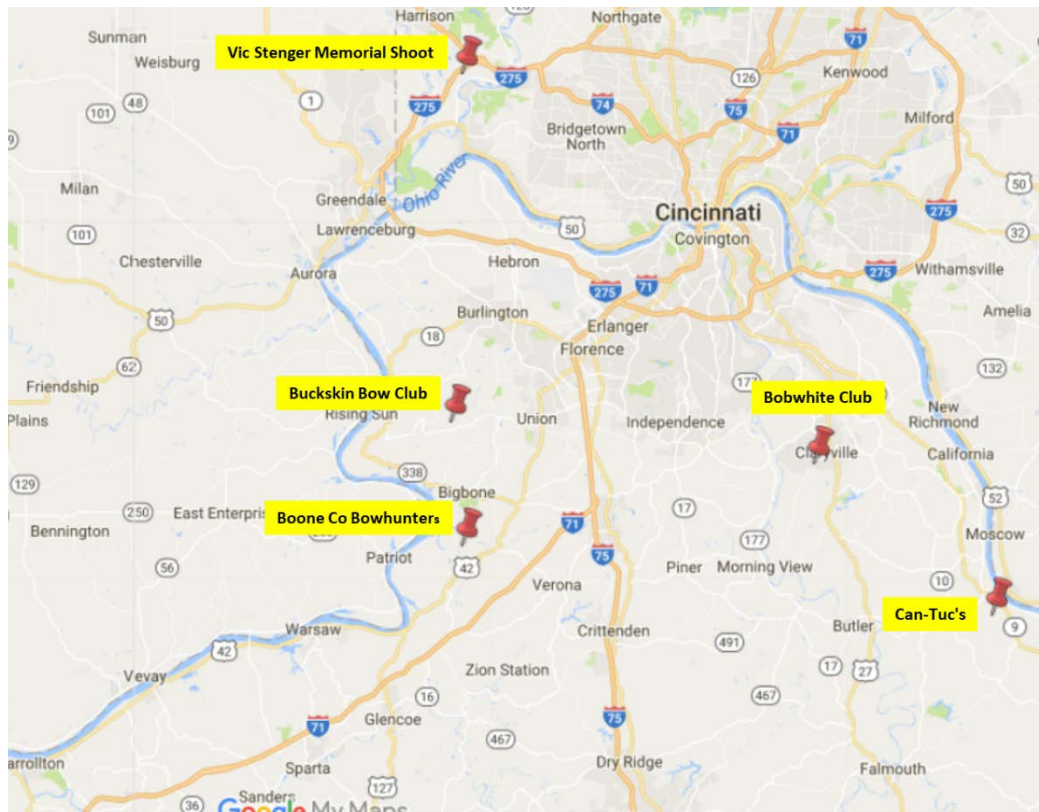 Harrison
128
Northgate
71
Sunman
Vic Stenger Memorial Shoot
Weisburg
275
126
Kenwood
101
48
1
275
74
75
Milford
Bridgetown
North
71
Milan
Greendale
Ohio River
50
Cincinnati
275
50
101
Lawrenceburg
Covington
32
Chesterville
Aurora
Hebron
275
71
275
Withamsville
50
Burlington
Erlanger
Amelia
18
Florence
62
132
Friendship
Buckskin Bow Club
177
Bobwhite Club
Plains
Rising Sun
Union
Independence
New
Richmond
Claryville
California
129
338
Bigbone
52
250
East Enterpris
Boone Co Bowhunters
17
Bennington
71
75
177
Moscow
56
Patriot
42
Verona
Piner
Morning View
10
Can-Tuc's
Warsaw
Crittenden
491
Butler
9
42
Vevay
Zion Station
17
27
16
467
71
Glencoe
75
467
arrollton
Sparta
Dry Ridge
Falmouth
36
Sanders
127
Google My Maps